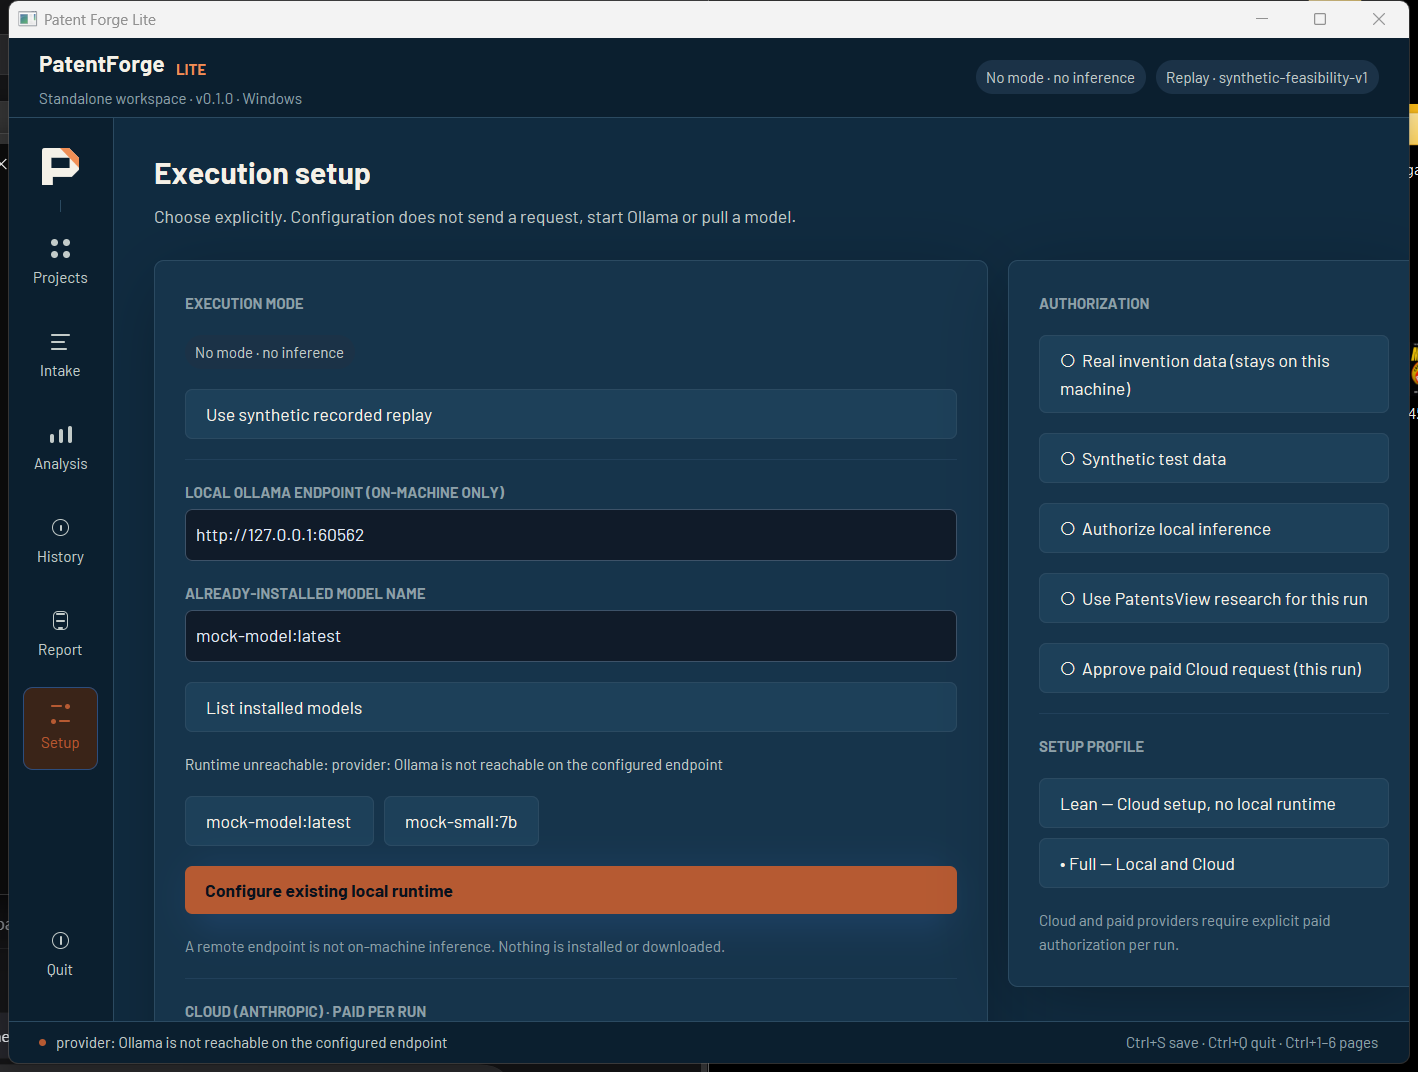 Patent Forge Lite
PatentForge LITE
Standalone workspace · v0.1.0 · Windows
No mode · no inference
Replay · synthetic-feasibility-v1
Projects
Intake
Analysis
History
Report
Setup
Quit
Execution setup
Choose explicitly. Configuration does not send a request, start Ollama or pull a model.
EXECUTION MODE
No mode · no inference
Use synthetic recorded replay
LOCAL OLLAMA ENDPOINT (ON-MACHINE ONLY)
http://127.0.0.1:60562
ALREADY-INSTALLED MODEL NAME
mock-model:latest
List installed models
Runtime unreachable: provider: Ollama is not reachable on the configured endpoint
mock-model:latest
mock-small:7b
Configure existing local runtime
A remote endpoint is not on-machine inference. Nothing is installed or downloaded.
CLOUD (ANTHROPIC) · PAID PER RUN
AUTHORIZATION
Real invention data (stays on this
machine)
Synthetic test data
Authorize local inference
Use PatentsView research for this run
Approve paid Cloud request (this run)
SETUP PROFILE
Lean — Cloud setup, no local runtime
• Full — Local and Cloud
Cloud and paid providers require explicit paid
authorization per run.
provider: Ollama is not reachable on the configured endpoint
Ctrl+S save · Ctrl+Q quit · Ctrl+1–6 pages